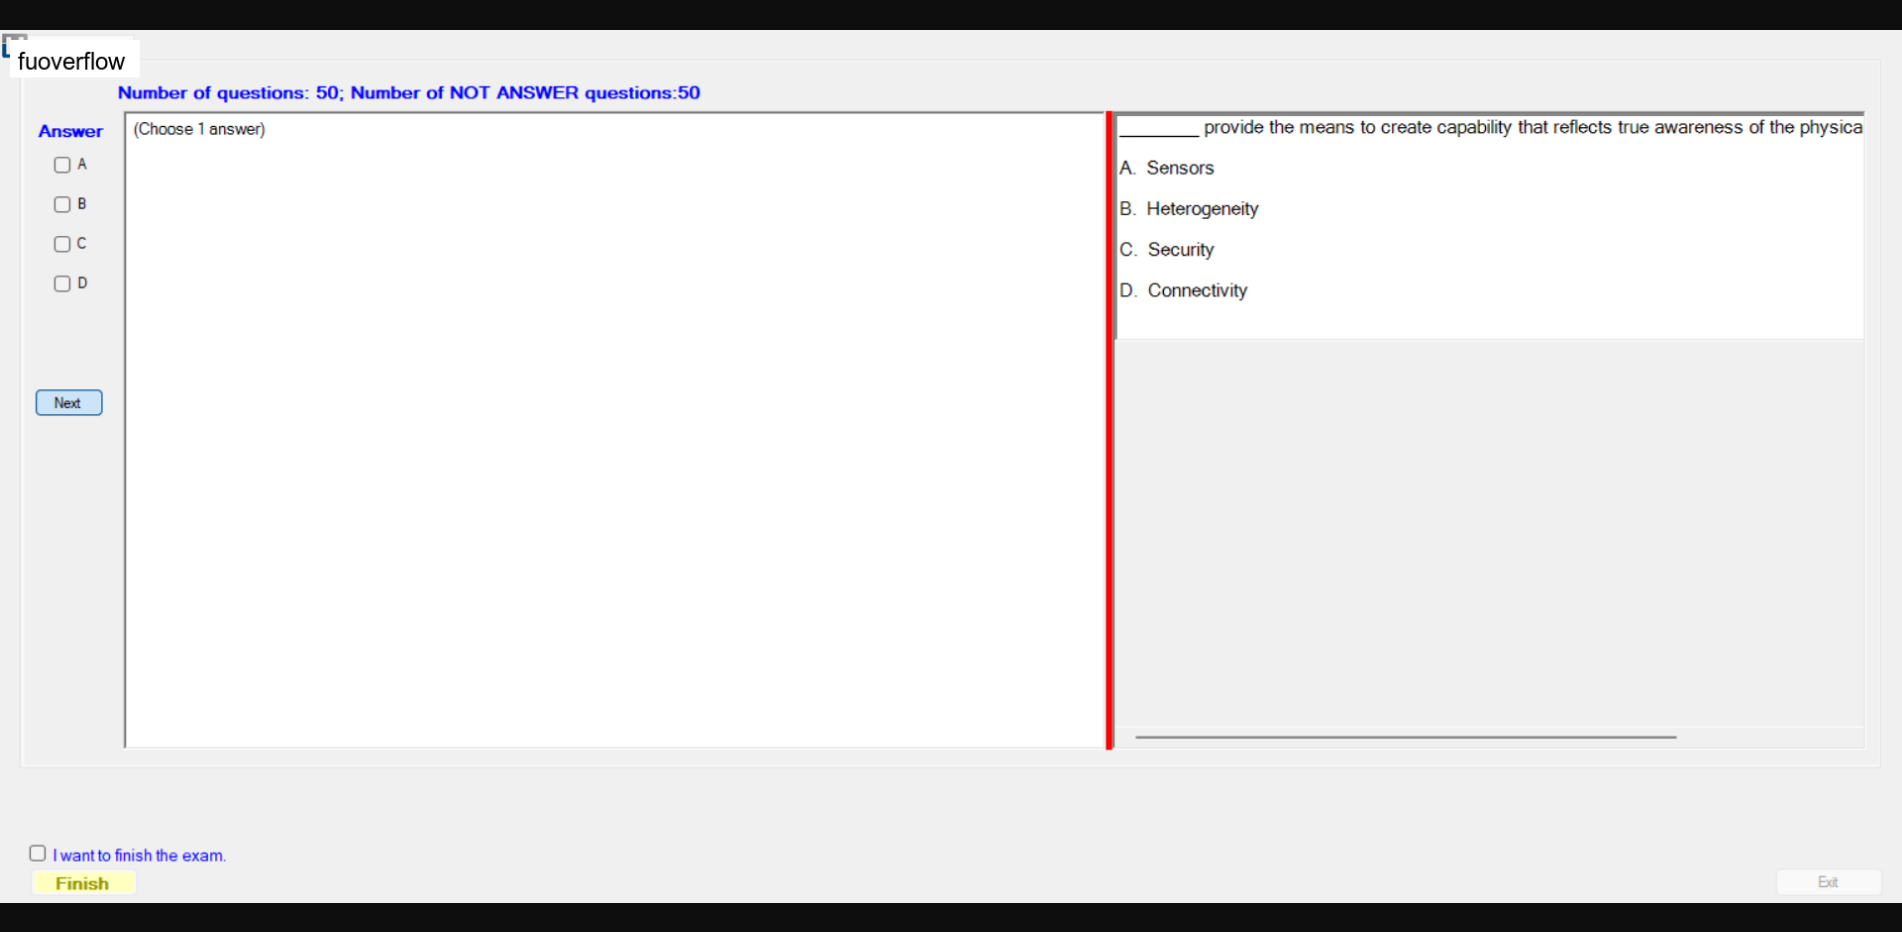 fuoverflow
Number of questions: 50; Number of NOT ANSWER questions:50
Answer
A
B
C
D
Next
(Choose 1 answer)
________ provide the means to create capability that reflects true awareness of the physica
A. Sensors
B. Heterogeneity
C. Security
D. Connectivity
I want to finish the exam.
Finish
Exit